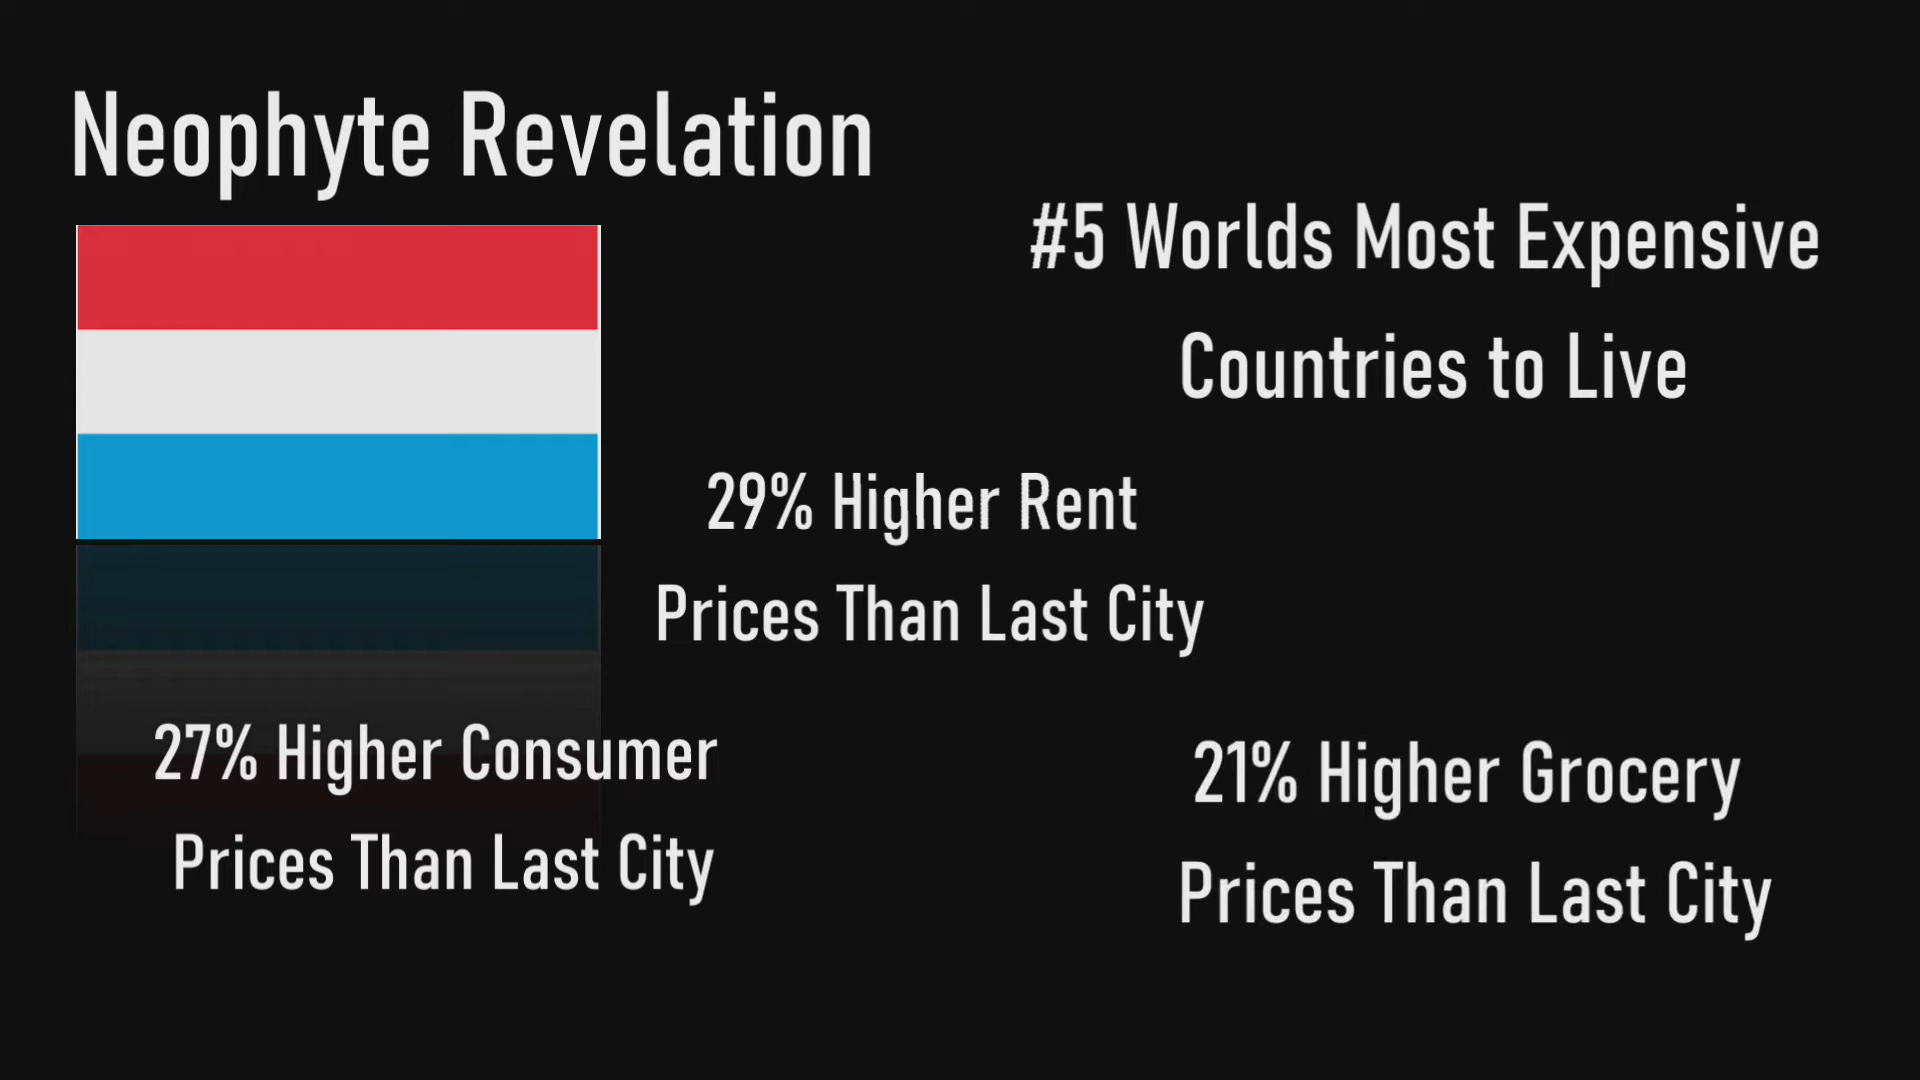 Neophyte Revelation
#5 Worlds Most Expensive
Countries to Live
29% Higher Rent
Prices Than Last City
27% Higher Consumer
Prices Than Last City
21% Higher Grocery
Prices Than Last City